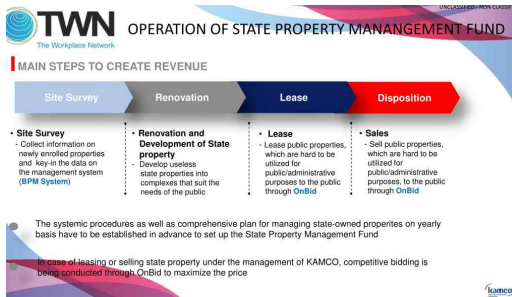 UNCLASSIFIED - NON CLASSIF
TWN
The Workplace Network
OPERATION OF STATE PROPERTY MANANGEMENT FUND
MAIN STEPS TO CREATE REVENUE
Site Survey
Renovation
Lease
Disposition
• Site Survey
- Collect information on
newly enrolled properties
and key-in the data on
the management system
(BPM System)
• Renovation and
Development of State
property
- Develop useless
state properties into
complexes that suit the
needs of the public
• Lease
- Lease public properties,
which are hard to be
utilized for
public/administrative
purposes to the public
through OnBid
• Sales
- Sell public properties,
which are hard to be
utilized for
public/administrative
purposes, to the public
through OnBid
The systemic procedures as well as comprehensive plan for managing state-owned properites on yearly
basis have to be established in advance to set up the State Property Management Fund
In case of leasing or selling state property under the management of KAMCO, competitive bidding is
being conducted through OnBid to maximize the price
kamco